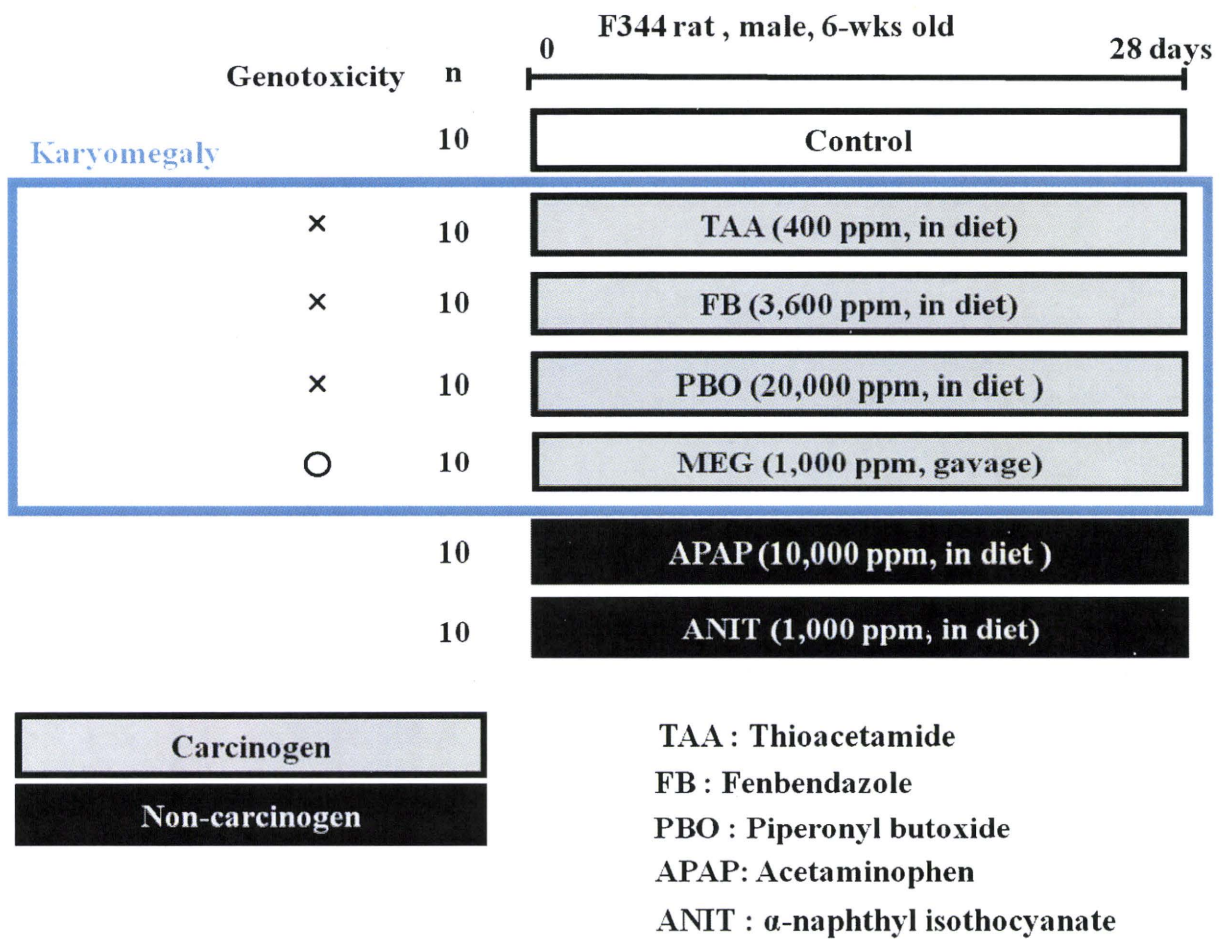 F344 rat , male, 6-wks old
0 28 days
Genotoxicity n
10 Control
Karyomegaly
× 10 TAA (400 ppm, in diet)
× 10 FB (3,600 ppm, in diet)
× 10 PBO (20,000 ppm, in diet )
○ 10 MEG (1,000 ppm, gavage)
10 APAP (10,000 ppm, in diet )
10 ANIT (1,000 ppm, in diet)
Carcinogen
Non-carcinogen
TAA : Thioacetamide
FB : Fenbendazole
PBO : Piperonyl butoxide
APAP: Acetaminophen
ANIT : α-naphthyl isothocyanate